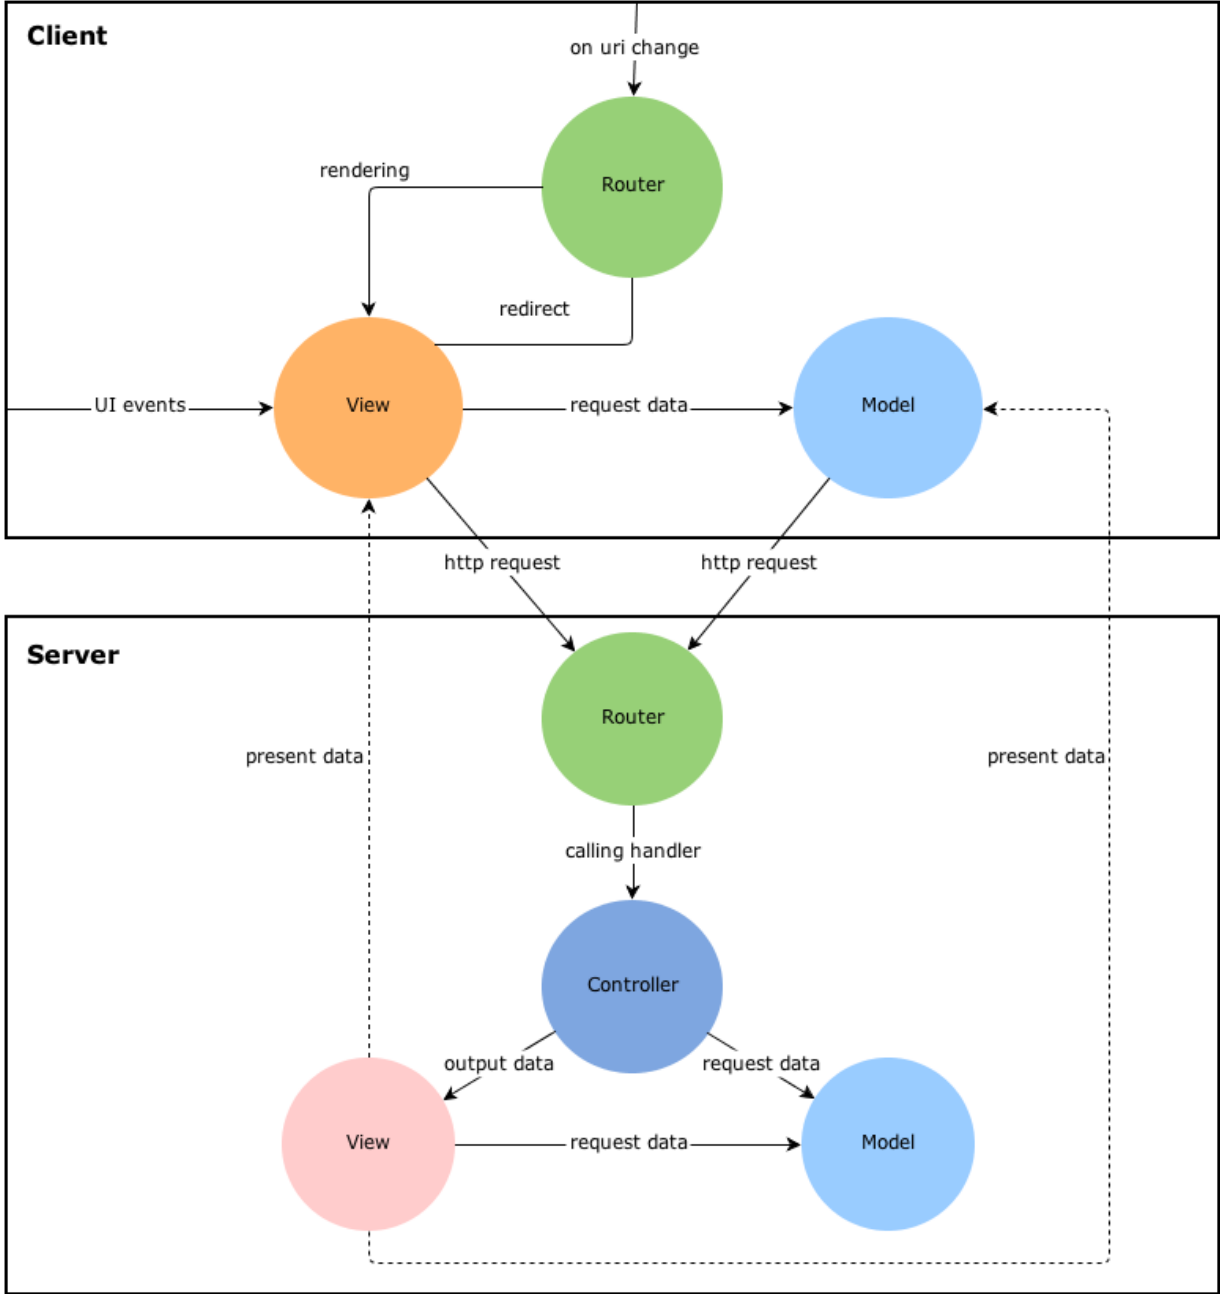 Client
on uri change
Router
rendering
redirect
UI events
View
request data
Model
http request
http request
Server
Router
present data
present data
calling handler
Controller
output data
request data
View
request data
Model